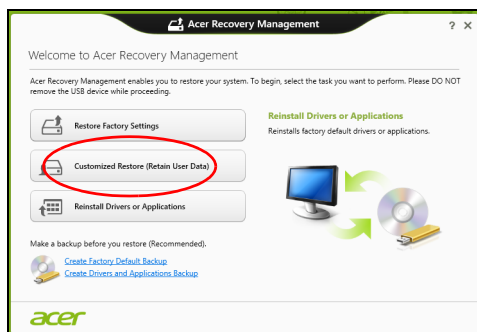 Acer Recovery Management
? X
Welcome to Acer Recovery Management
Acer Recovery Management enables you to restore your system. To begin, select the task you want to perform. Please DO NOT
remove the USB device while proceeding.
Restore Factory Settings
Customized Restore (Retain User Data)
Reinstall Drivers or Applications
Reinstall Drivers or Applications
Reinstalls factory default drivers or applications.
Make a backup before you restore (Recommended).
Create Factory Default Backup
Create Drivers and Applications Backup
acer